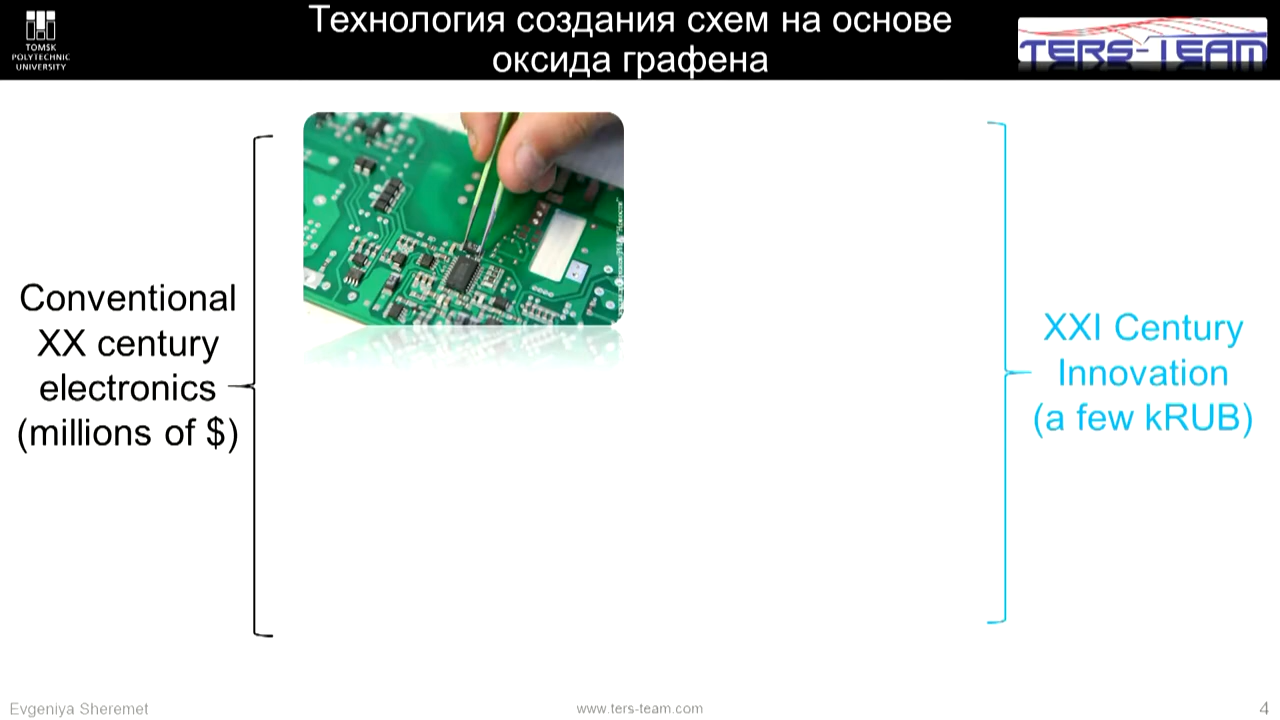 TOMSK
POLYTECHNIC
UNIVERSITY
Технология создания схем на основе
оксида графена
TERS-TEAM
Conventional
XX century
electronics
(millions of $)
XXI Century
Innovation
(a few kRUB)
Evgeniya Sheremet
www.ters-team.com
4